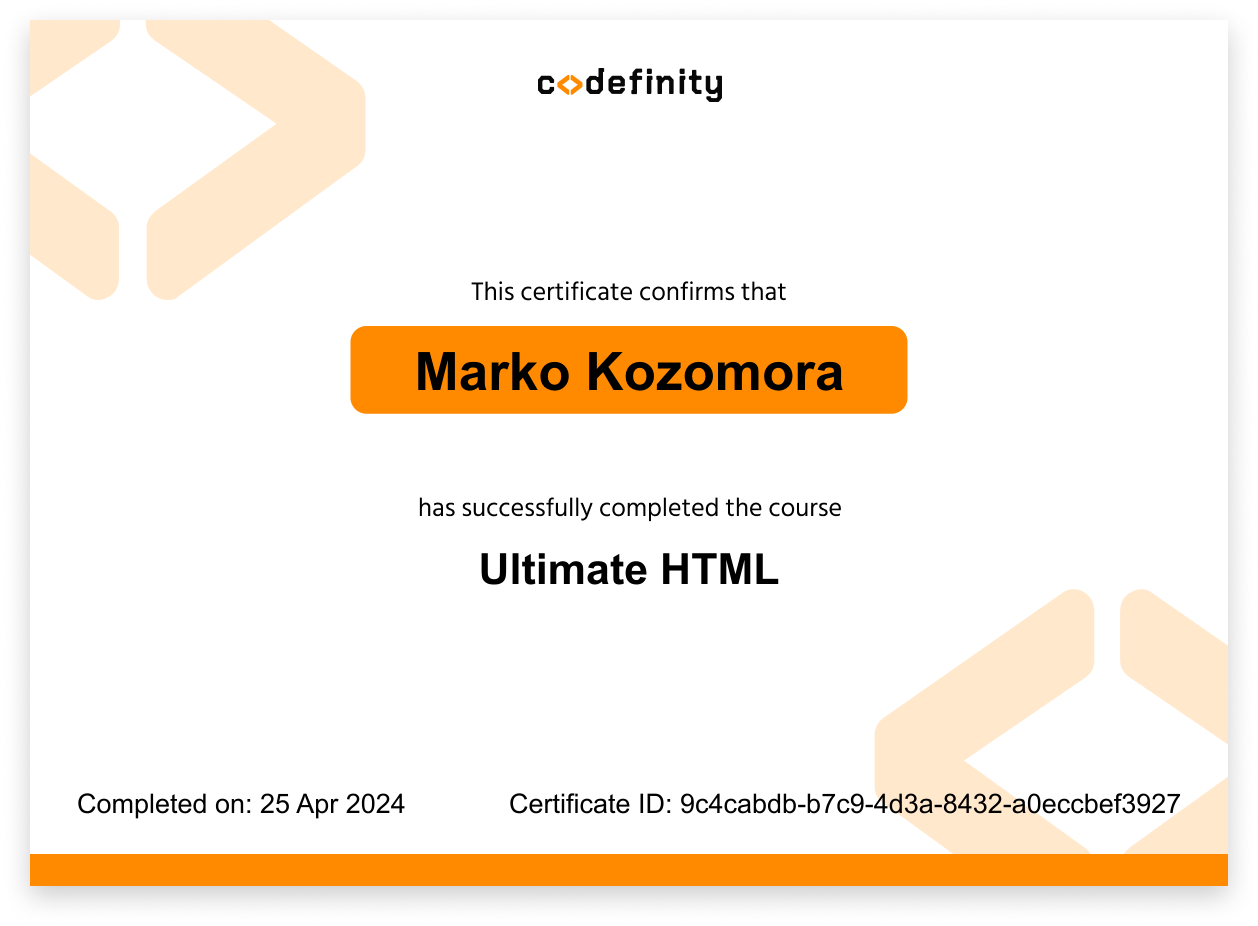 codefinity
This certificate confirms that
Marko Kozomora
has successfully completed the course
Ultimate HTML
Completed on: 25 Apr 2024
Certificate ID: 9c4cabdb-b7c9-4d3a-8432-a0eccbef3927